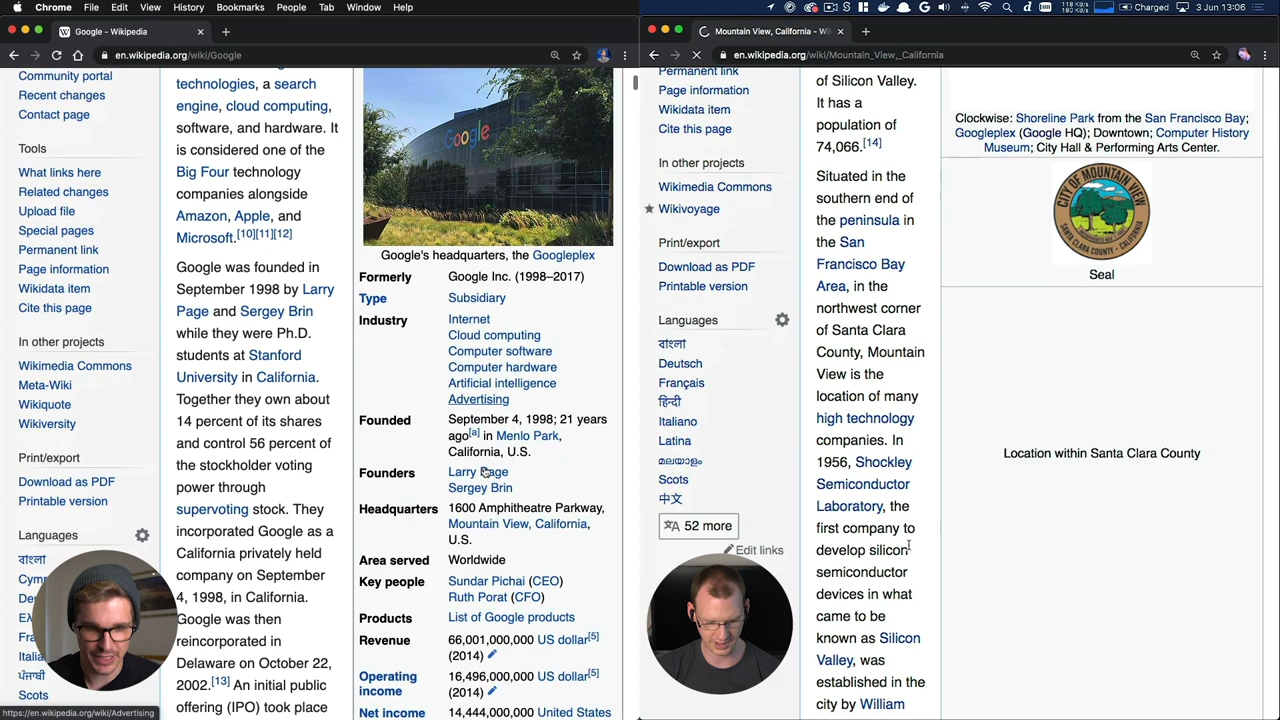 Chrome File Edit View History Bookmarks People Tab Window Help
Charged 3 Jun 13:06
Google - Wikipedia
en.wikipedia.org/wiki/Google
Community portal
Recent changes
Contact page
Tools
What links here
Related changes
Upload file
Special pages
Permanent link
Page information
Wikidata item
Cite this page
In other projects
Wikimedia Commons
Meta-Wiki
Wikiquote
Wikiversity
Print/export
Download as PDF
Printable version
Languages
বাংলা
Italia
ਪੰਜਾਬੀ
Scots
https://en.wikipedia.org/wiki/Advertising
technologies, a search
engine, cloud computing,
software, and hardware. It
is considered one of the
Big Four technology
companies alongside
Amazon, Apple, and
Microsoft.[10][11][12]
Google was founded in
September 1998 by Larry
Page and Sergey Brin
while they were Ph.D.
students at Stanford
University in California.
Together they own about
14 percent of its shares
and control 56 percent of
the stockholder voting
power through
supervoting stock. They
incorporated Google as a
California privately held
company on September
4, 1998, in California.
Google was then
reincorporated in
Delaware on October 22,
2002.[13] An initial public
offering (IPO) took place
Google
Google's headquarters, the Googleplex
Formerly Google Inc. (1998–2017)
Type Subsidiary
Industry Internet
Cloud computing
Computer software
Computer hardware
Artificial intelligence
Advertising
Founded September 4, 1998; 21 years
ago[a] in Menlo Park,
California, U.S.
Founders Larry Page
Sergey Brin
Headquarters 1600 Amphitheatre Parkway,
Mountain View, California,
U.S.
Area served Worldwide
Key people Sundar Pichai (CEO)
Ruth Porat (CFO)
Products List of Google products
Revenue 66,001,000,000 US dollar[5]
(2014)
Operating income 16,496,000,000 US dollar[5]
(2014)
Net income 14,444,000,000 United States
Mountain View, California - Wi
en.wikipedia.org/wiki/Mountain_View,_California
Permanent link
Page information
Wikidata item
Cite this page
In other projects
Wikimedia Commons
Wikivoyage
Print/export
Download as PDF
Printable version
Languages
বাংলা
Deutsch
Français
हिन्दी
Italiano
Latina
മലയാളം
Scots
中文
52 more
Edit links
of Silicon Valley.
It has a
population of
74,066.[14]
Situated in the
southern end of
the peninsula in
the San
Francisco Bay
Area, in the
northwest corner
of Santa Clara
County, Mountain
View is the
location of many
high technology
companies. In
1956, Shockley
Semiconductor
Laboratory, the
first company to
develop silicon
semiconductor
devices in what
came to be
known as Silicon
Valley, was
established in the
city by William
Clockwise: Shoreline Park from the San Francisco Bay;
Googleplex (Google HQ); Downtown; Computer History
Museum; City Hall & Performing Arts Center.
CITY OF MOUNTAIN VIEW
SANTA CLARA COUNTY - CALIFORNIA
Seal
Location within Santa Clara County